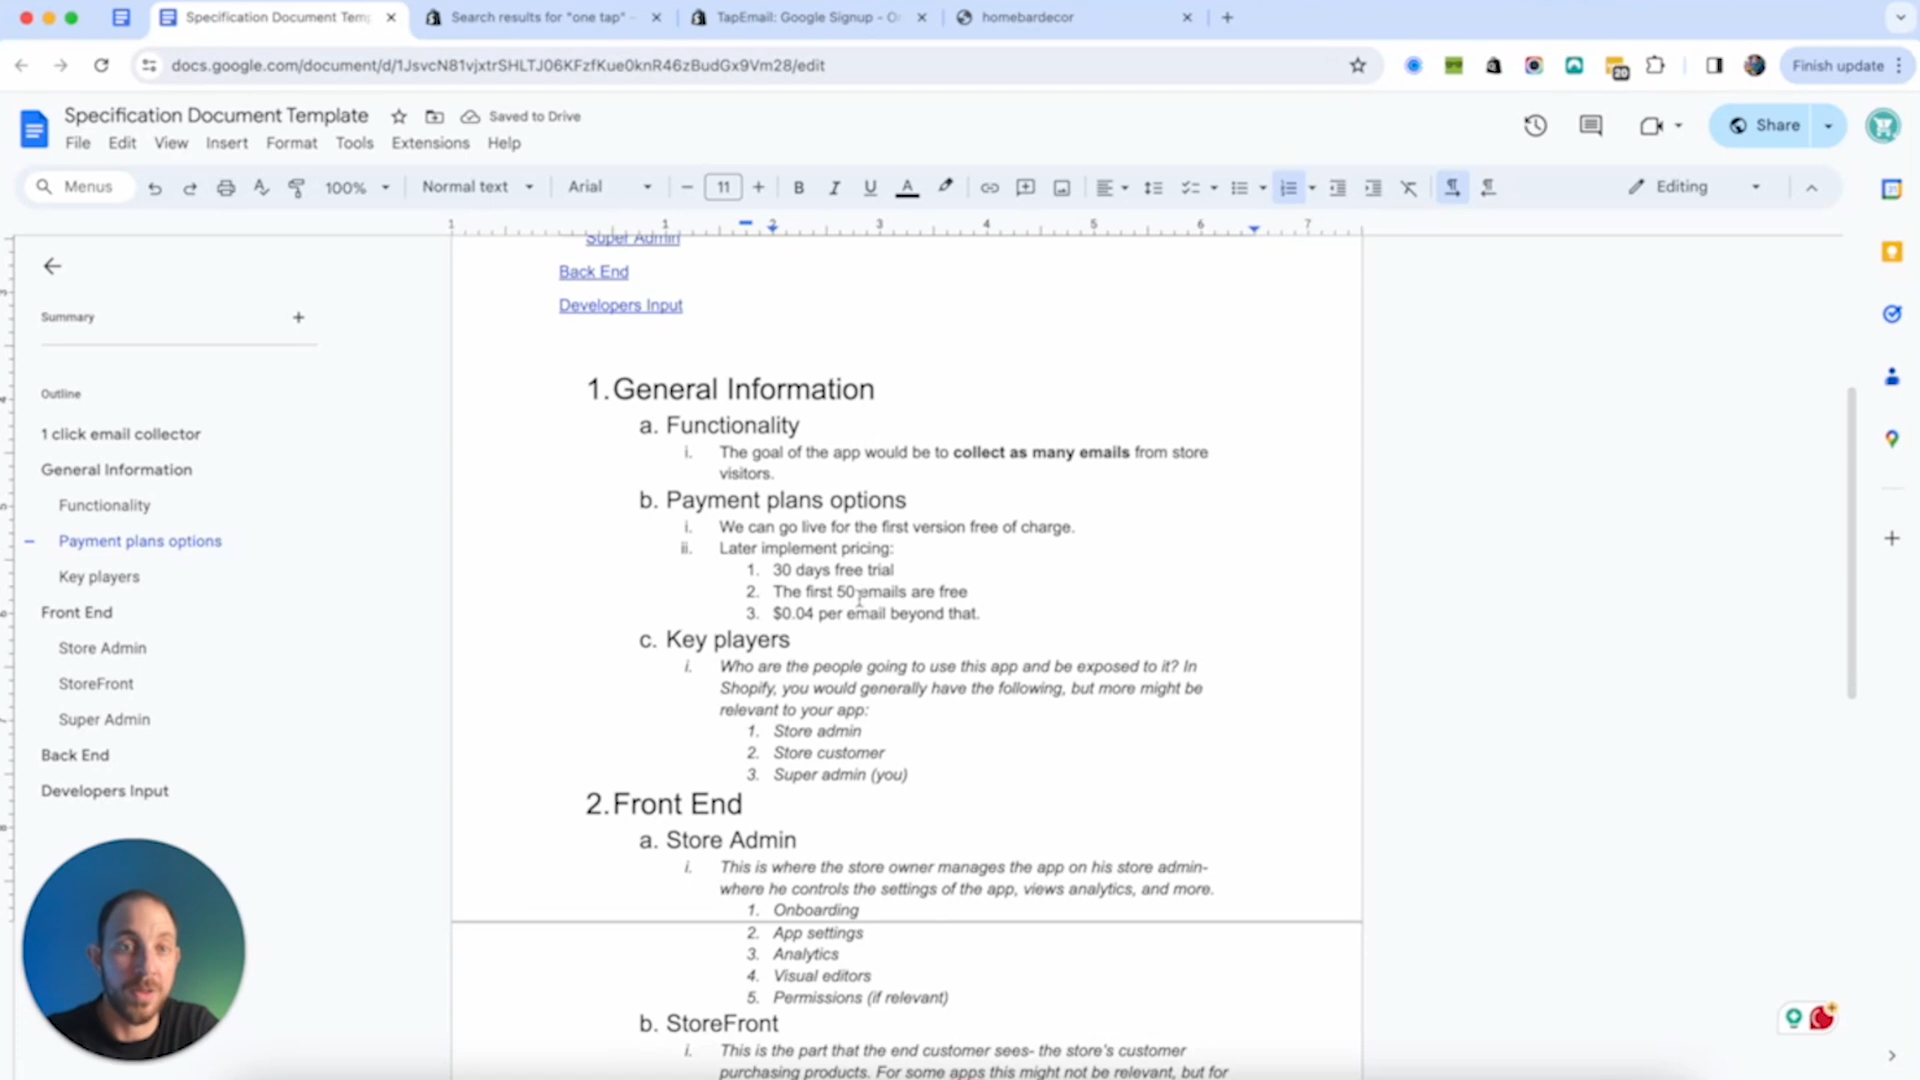 Specification Document Temp
Search results for "one tap" -
TapEmail: Google Signup - O
homebardecor
docs.google.com/document/d/1JsvcN81vjxtrSHLTJ06KFzfKue0knR46zBudGx9Vm28/edit
20
Finish update
Specification Document Template
Saved to Drive
File Edit View Insert Format Tools Extensions Help
Share
Menus
100%
Normal text
Arial
11
Editing
1 1 2 3 4 5 6 7
Summary
Outline
1 click email collector
General Information
Functionality
Payment plans options
Key players
Front End
Store Admin
StoreFront
Super Admin
Back End
Developers Input
Super Admin
Back End
Developers Input
1. General Information
a. Functionality
i. The goal of the app would be to collect as many emails from store
visitors.
b. Payment plans options
i. We can go live for the first version free of charge.
ii. Later implement pricing:
1. 30 days free trial
2. The first 50 emails are free
3. $0.04 per email beyond that.
c. Key players
i. Who are the people going to use this app and be exposed to it? In
Shopify, you would generally have the following, but more might be
relevant to your app:
1. Store admin
2. Store customer
3. Super admin (you)
2. Front End
a. Store Admin
i. This is where the store owner manages the app on his store admin-
where he controls the settings of the app, views analytics, and more.
1. Onboarding
2. App settings
3. Analytics
4. Visual editors
5. Permissions (if relevant)
b. StoreFront
i. This is the part that the end customer sees- the store's customer
purchasing products. For some apps this might not be relevant, but for